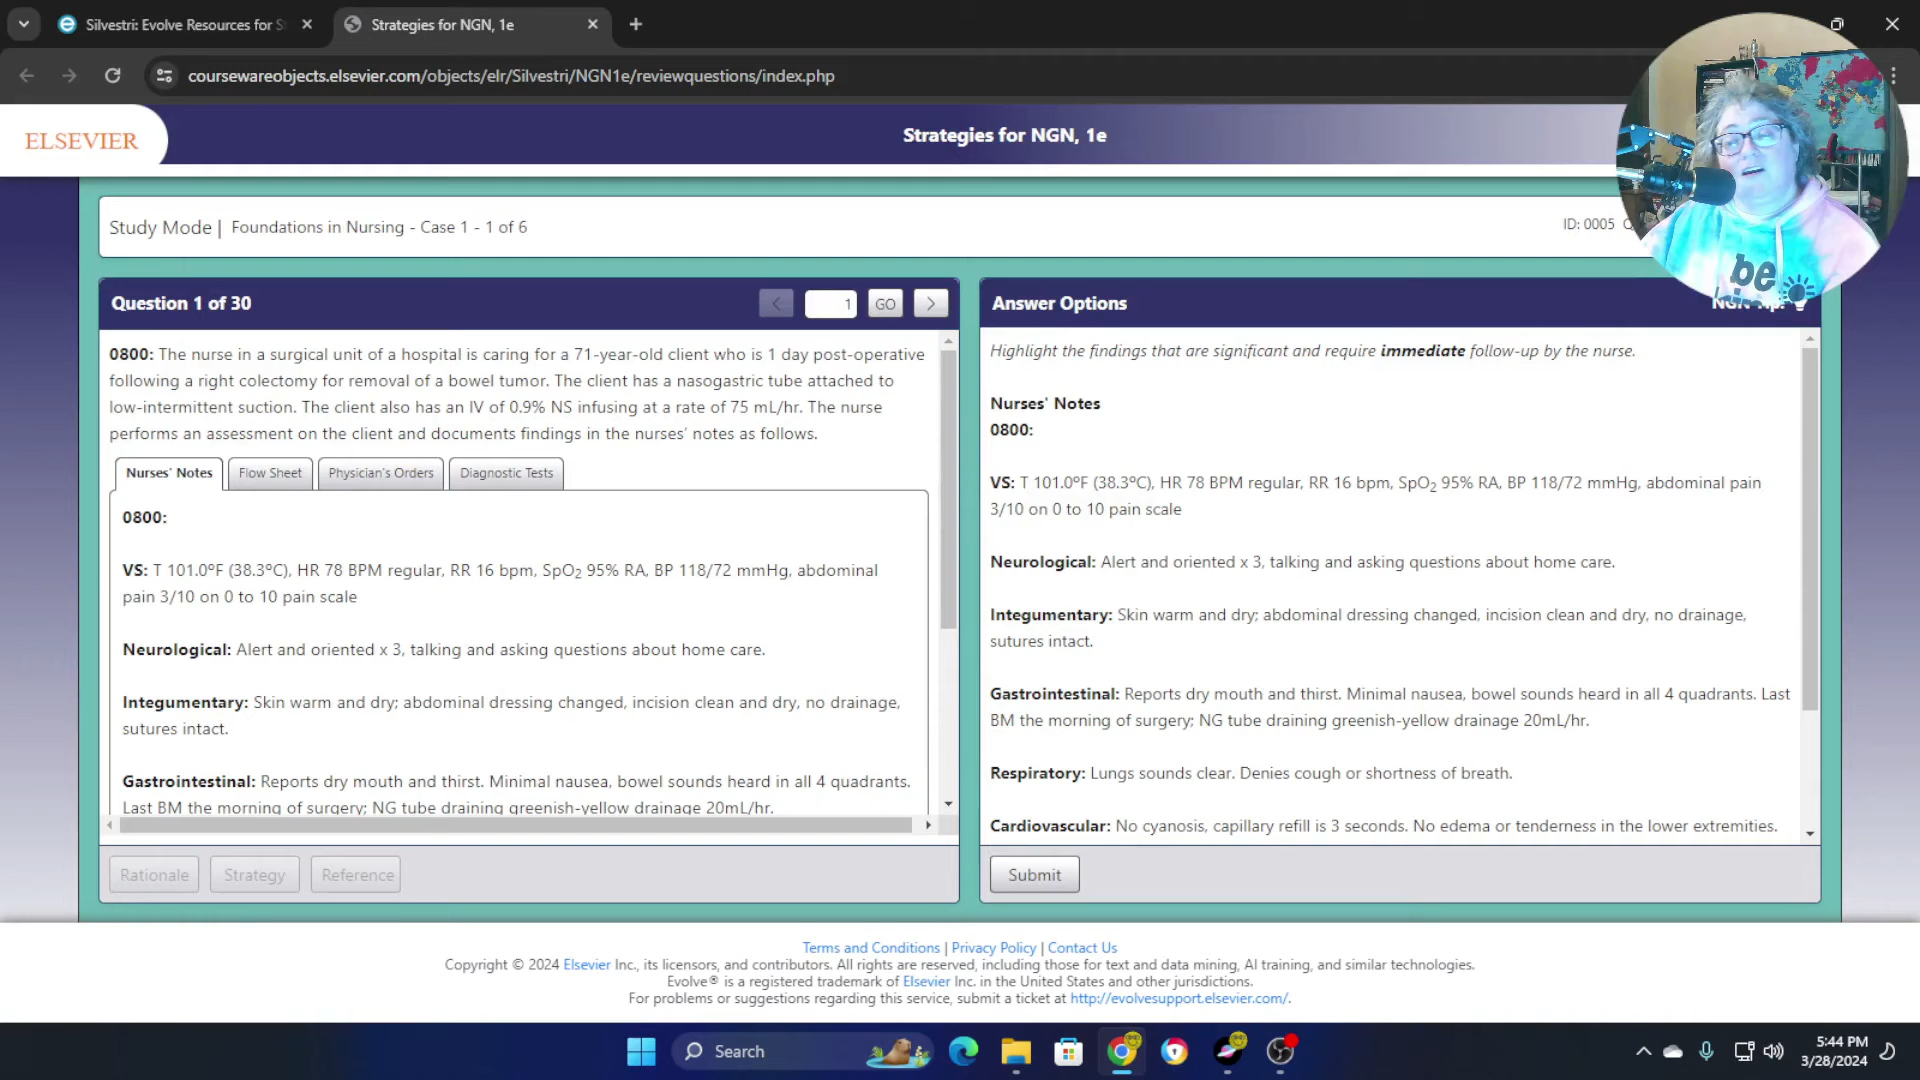 Silvestri: Evolve Resources for S
Strategies for NGN, 1e
coursewareobjects.elsevier.com/objects/elr/Silvestri/NGN1e/reviewquestions/index.php
ELSEVIER
Strategies for NGN, 1e
Study Mode | Foundations in Nursing - Case 1 - 1 of 6
ID: 0005
Question 1 of 30
1
GO
0800: The nurse in a surgical unit of a hospital is caring for a 71-year-old client who is 1 day post-operative
following a right colectomy for removal of a bowel tumor. The client has a nasogastric tube attached to
low-intermittent suction. The client also has an IV of 0.9% NS infusing at a rate of 75 mL/hr. The nurse
performs an assessment on the client and documents findings in the nurses' notes as follows.
Nurses' Notes
Flow Sheet
Physician's Orders
Diagnostic Tests
0800:
VS: T 101.0ºF (38.3ºC), HR 78 BPM regular, RR 16 bpm, SpO2 95% RA, BP 118/72 mmHg, abdominal
pain 3/10 on 0 to 10 pain scale
Neurological: Alert and oriented x 3, talking and asking questions about home care.
Integumentary: Skin warm and dry; abdominal dressing changed, incision clean and dry, no drainage,
sutures intact.
Gastrointestinal: Reports dry mouth and thirst. Minimal nausea, bowel sounds heard in all 4 quadrants.
Last BM the morning of surgery; NG tube draining greenish-yellow drainage 20mL/hr.
Rationale
Strategy
Reference
Answer Options
NGN Tip:
Highlight the findings that are significant and require immediate follow-up by the nurse.
Nurses' Notes
0800:
VS: T 101.0ºF (38.3ºC), HR 78 BPM regular, RR 16 bpm, SpO2 95% RA, BP 118/72 mmHg, abdominal pain
3/10 on 0 to 10 pain scale
Neurological: Alert and oriented x 3, talking and asking questions about home care.
Integumentary: Skin warm and dry; abdominal dressing changed, incision clean and dry, no drainage,
sutures intact.
Gastrointestinal: Reports dry mouth and thirst. Minimal nausea, bowel sounds heard in all 4 quadrants. Last
BM the morning of surgery; NG tube draining greenish-yellow drainage 20mL/hr.
Respiratory: Lungs sounds clear. Denies cough or shortness of breath.
Cardiovascular: No cyanosis, capillary refill is 3 seconds. No edema or tenderness in the lower extremities.
Submit
be
Terms and Conditions | Privacy Policy | Contact Us
Copyright © 2024 Elsevier Inc., its licensors, and contributors. All rights are reserved, including those for text and data mining, AI training, and similar technologies.
Evolve® is a registered trademark of Elsevier Inc. in the United States and other jurisdictions.
For problems or suggestions regarding this service, submit a ticket at http://evolvesupport.elsevier.com/.
Search
5:44 PM
3/28/2024